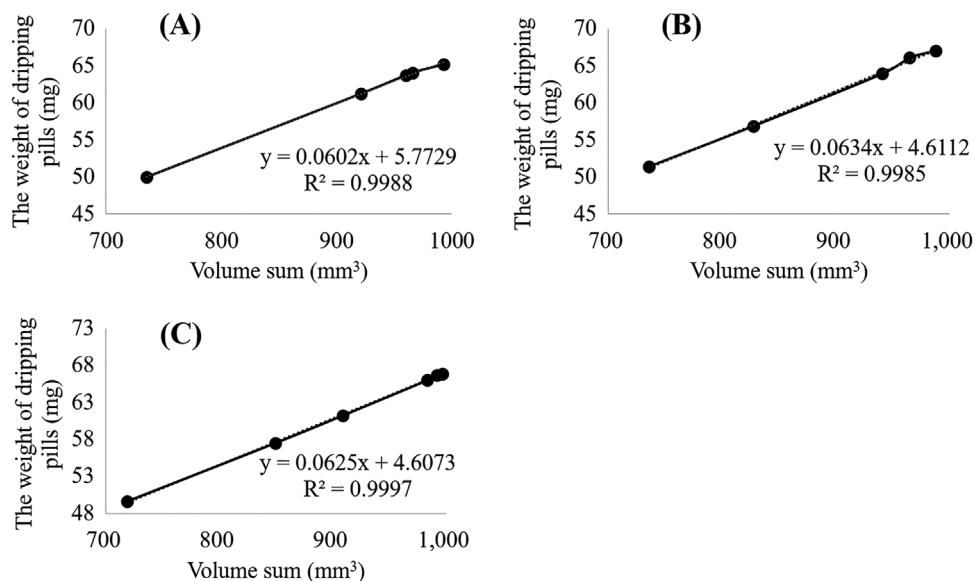 (A)
The weight of dripping
pills (mg)
70
65
60
55
50
45
y = 0.0602x + 5.7729
R² = 0.9988
700
800
900
1000
Volume sum (mm³)
(B)
The weight of dripping
pills (mg)
70
65
60
55
50
45
y = 0.0634x + 4.6112
R² = 0.9985
700
800
900
1,000
Volume sum (mm³)
(C)
The weight of dripping
pills (mg)
73
68
63
58
53
48
y = 0.0625x + 4.6073
R² = 0.9997
700
800
900
1,000
Volume sum (mm³)